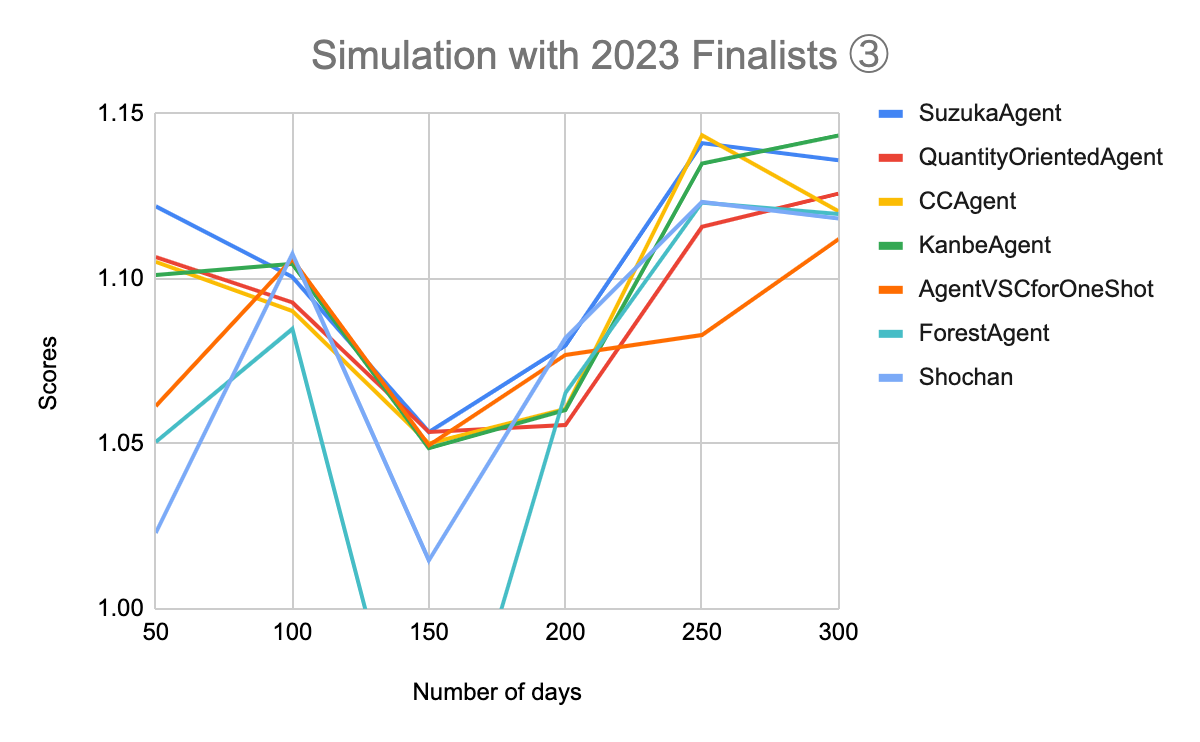 Simulation with 2023 Finalists ③
1.15
1.10
1.05
1.00
Scores
50 100 150 200 250 300
Number of days
SuzukaAgent
QuantityOrientedAgent
CCAgent
KanbeAgent
AgentVSCforOneShot
ForestAgent
Shochan